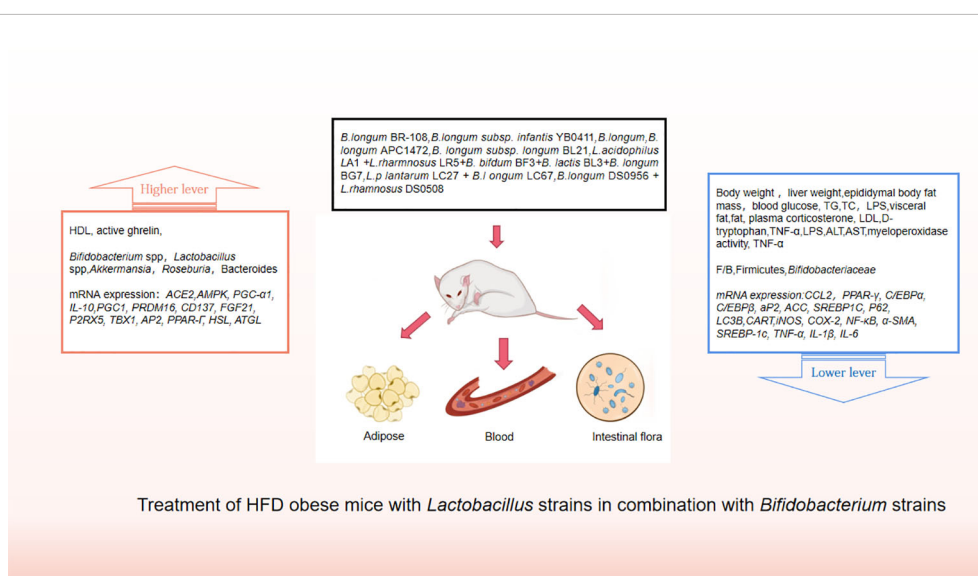 B.longum BR-108,B.longum subsp. infantis YB0411,B.longum,B.
longum APC1472,B. longum subsp. longum BL21,L.acidophilus
LA1 +L.rharmnosus LR5+B. bifdum BF3+B. lactis BL3+B. longum
BG7,L.p lantarum LC27 + B.l ongum LC67,B.longum DS0956 +
L.rhamnosus DS0508
Higher lever
HDL, active ghrelin,
Bifidobacterium spp, Lactobacillus
spp,Akkermansia, Roseburia, Bacteroides
mRNA expression: ACE2,AMPK, PGC-α1,
IL-10,PGC1, PRDM16, CD137, FGF21,
P2RX5, TBX1, AP2, PPAR-Γ, HSL, ATGL
Body weight, liver weight,epididymal body fat
mass, blood glucose, TG,TC, LPS,visceral
fat,fat, plasma corticosterone, LDL,D-
tryptophan,TNF-α,LPS,ALT,AST,myeloperoxidase
activity, TNF-α
F/B,Firmicutes,Bifidobacteriaceae
mRNA expression:CCL2, PPAR-γ, C/EBPα,
C/EBPβ, aP2, ACC, SREBP1C, P62,
LC3B,CART,iNOS, COX-2, NF-κB, α-SMA,
SREBP-1c, TNF-α, IL-1β, IL-6
Lower lever
Adipose
Blood
Intestinal flora
Treatment of HFD obese mice with Lactobacillus strains in combination with Bifidobacterium strains